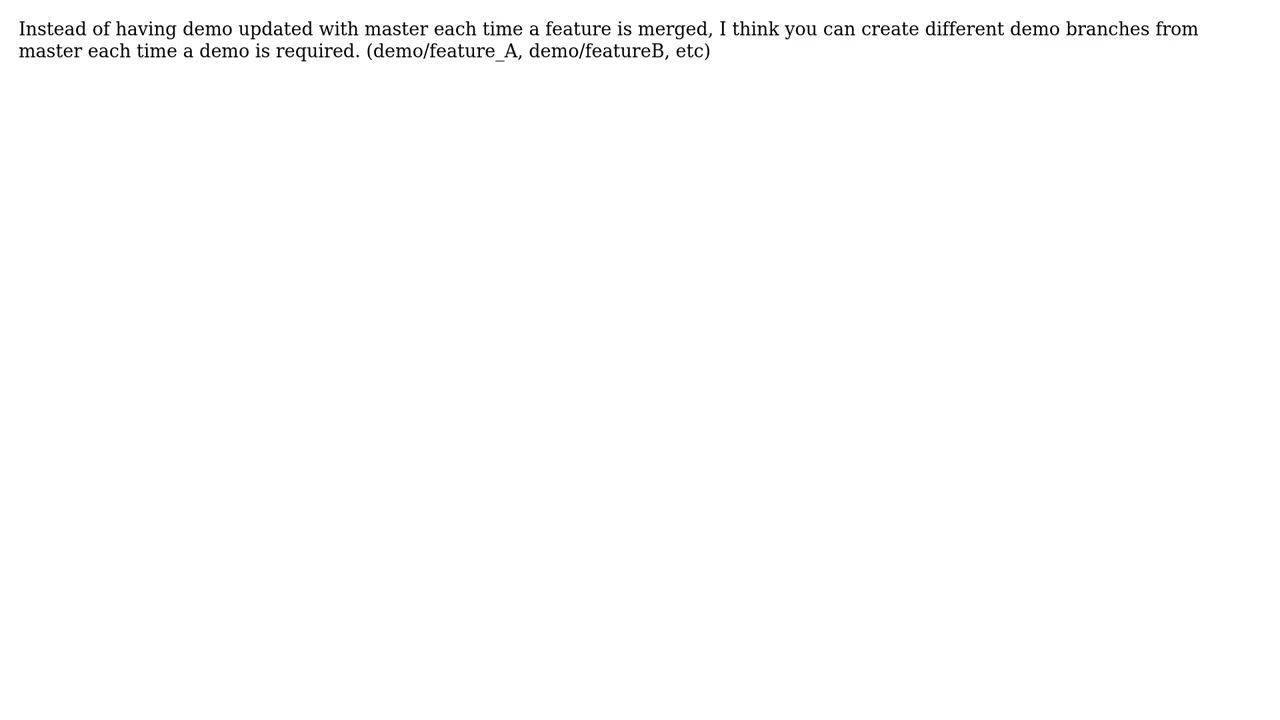 Instead of having demo updated with master each time a feature is merged, I think you can create different demo branches from
master each time a demo is required. (demo/feature_A, demo/featureB, etc)